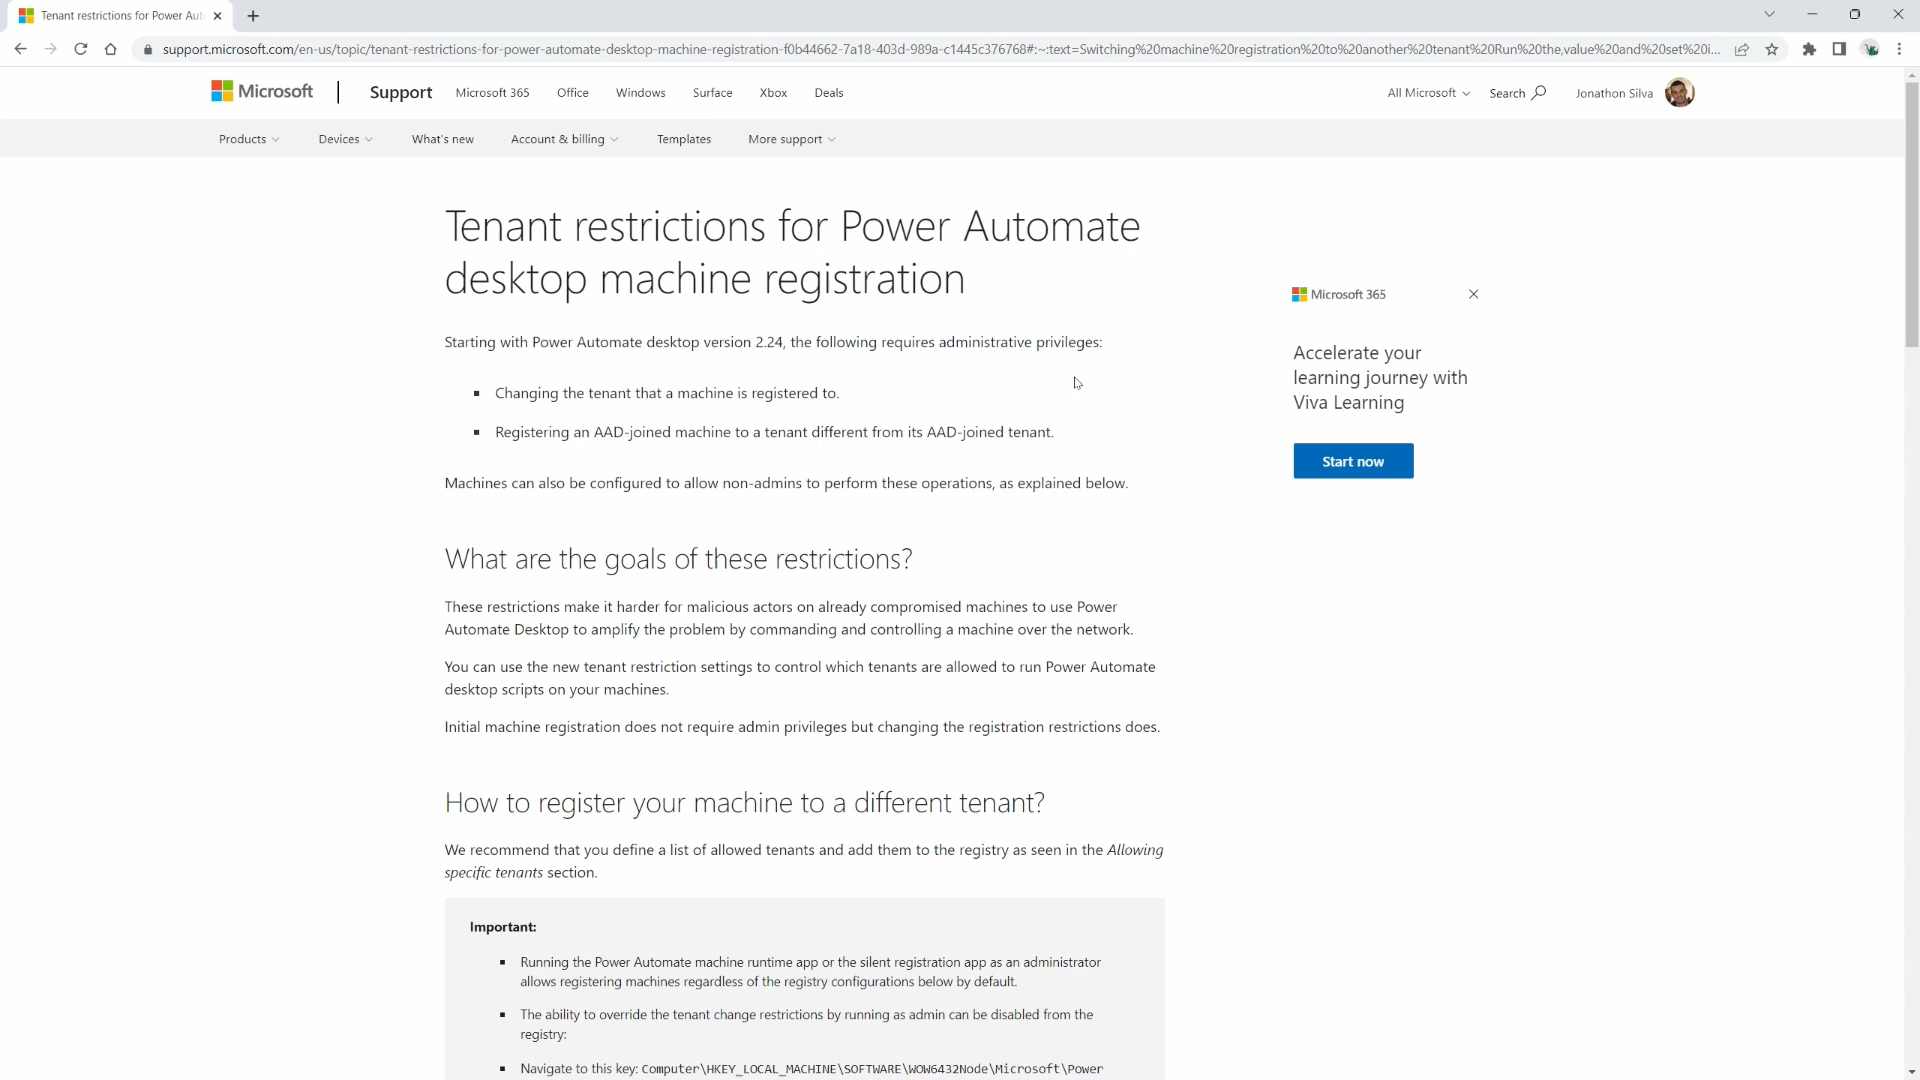 Tenant restrictions for Power Aut
support.microsoft.com/en-us/topic/tenant-restrictions-for-power-automate-desktop-machine-registration-f0b44662-7a18-403d-989a-c1445c376768#:~:text=Switching%20machine%20registration%20to%20another%20tenant%20Run%20the,value%20and%20set%20i...
Microsoft Support Microsoft 365 Office Windows Surface Xbox Deals All Microsoft Search Jonathon Silva
Products Devices What's new Account & billing Templates More support
Tenant restrictions for Power Automate
desktop machine registration
Microsoft 365
Accelerate your
learning journey with
Viva Learning
Start now
Starting with Power Automate desktop version 2.24, the following requires administrative privileges:
▪ Changing the tenant that a machine is registered to.
▪ Registering an AAD-joined machine to a tenant different from its AAD-joined tenant.
Machines can also be configured to allow non-admins to perform these operations, as explained below.
What are the goals of these restrictions?
These restrictions make it harder for malicious actors on already compromised machines to use Power
Automate Desktop to amplify the problem by commanding and controlling a machine over the network.
You can use the new tenant restriction settings to control which tenants are allowed to run Power Automate
desktop scripts on your machines.
Initial machine registration does not require admin privileges but changing the registration restrictions does.
How to register your machine to a different tenant?
We recommend that you define a list of allowed tenants and add them to the registry as seen in the Allowing
specific tenants section.
Important:
▪ Running the Power Automate machine runtime app or the silent registration app as an administrator
allows registering machines regardless of the registry configurations below by default.
▪ The ability to override the tenant change restrictions by running as admin can be disabled from the
registry:
▪ Navigate to this key: Computer\HKEY_LOCAL_MACHINE\SOFTWARE\WOW6432Node\Microsoft\Power